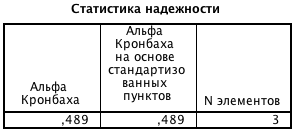 Статистика надежности
Альфа
Кронбаха
Альфа
Кронбаха
на основе
стандартизо
ванных
пунктов
N элементов
,489 ,489 3